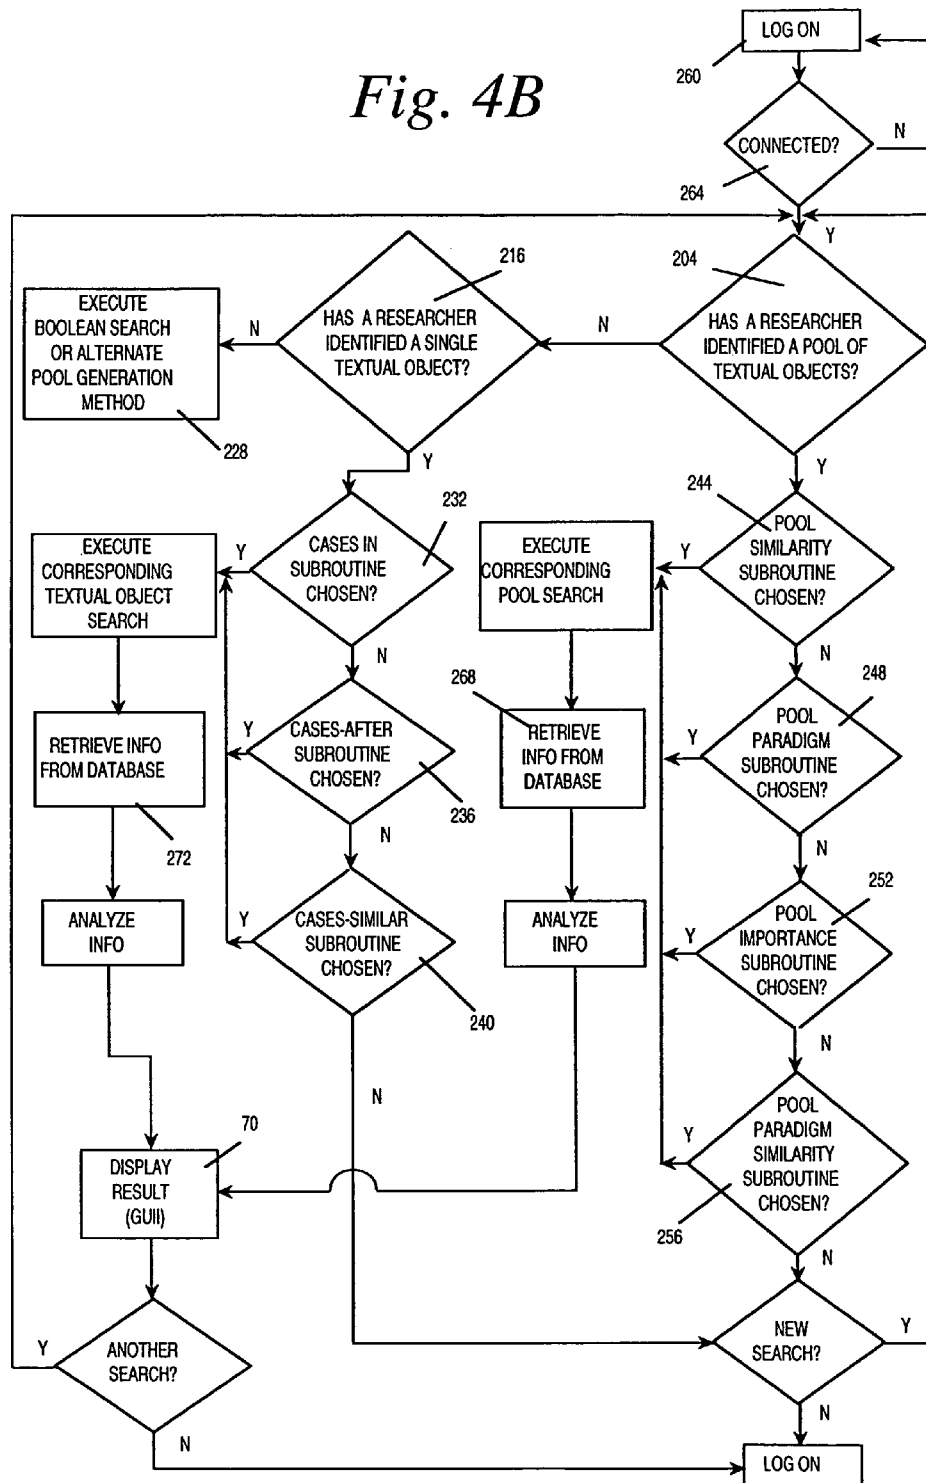 Fig. 4B
LOG ON
260
CONNECTED?
N
264
Y
204
HAS A RESEARCHER
IDENTIFIED A POOL OF
TEXTUAL OBJECTS?
N
Y
216
HAS A RESEARCHER
IDENTIFIED A SINGLE
TEXTUAL OBJECT?
N
Y
EXECUTE
BOOLEAN SEARCH
OR ALTERNATE
POOL GENERATION
METHOD
228
232
CASES IN
SUBROUTINE
CHOSEN?
Y
N
EXECUTE
CORRESPONDING
TEXTUAL OBJECT
SEARCH
CASES-AFTER
SUBROUTINE
CHOSEN?
Y
236
N
RETRIEVE INFO
FROM DATABASE
272
CASES-SIMILAR
SUBROUTINE
CHOSEN?
Y
240
N
ANALYZE
INFO
244
POOL
SIMILARITY
SUBROUTINE
CHOSEN?
Y
N
EXECUTE
CORRESPONDING
POOL SEARCH
248
POOL
PARADIGM
SUBROUTINE
CHOSEN?
Y
N
268
RETRIEVE
INFO FROM
DATABASE
252
POOL
IMPORTANCE
SUBROUTINE
CHOSEN?
Y
N
ANALYZE
INFO
POOL
PARADIGM
SIMILARITY
SUBROUTINE
CHOSEN?
Y
256
N
70
DISPLAY
RESULT
(GUII)
ANOTHER
SEARCH?
Y
N
NEW
SEARCH?
Y
N
LOG ON